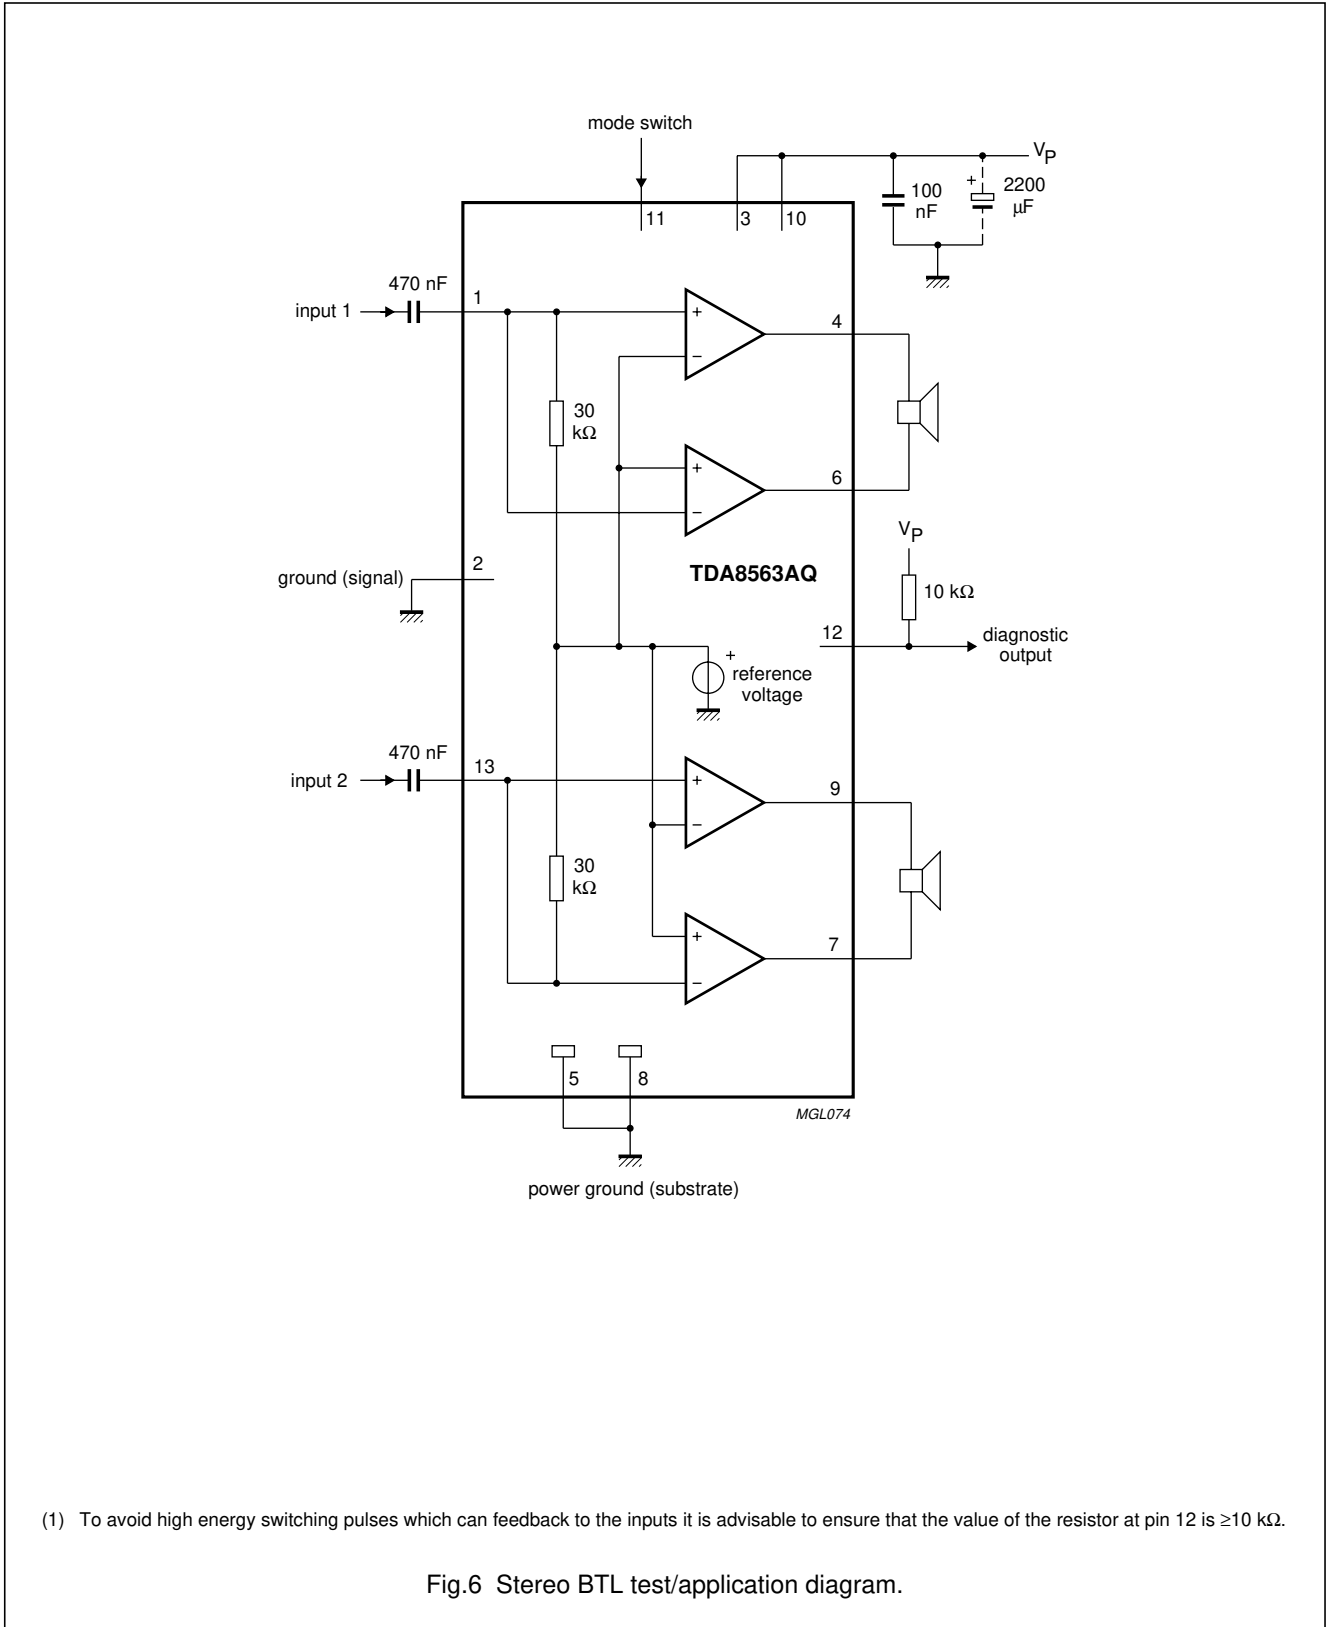 mode switch
VP
100
nF
+
2200
μF
11
3
10
470 nF
input 1
1
+
−
4
30
kΩ
+
−
6
VP
2
ground (signal)
TDA8563AQ
10 kΩ
12
diagnostic
output
+
reference
voltage
470 nF
input 2
13
+
−
9
30
kΩ
+
−
7
5
8
MGL074
power ground (substrate)
(1) To avoid high energy switching pulses which can feedback to the inputs it is advisable to ensure that the value of the resistor at pin 12 is ≥10 kΩ.
Fig.6 Stereo BTL test/application diagram.